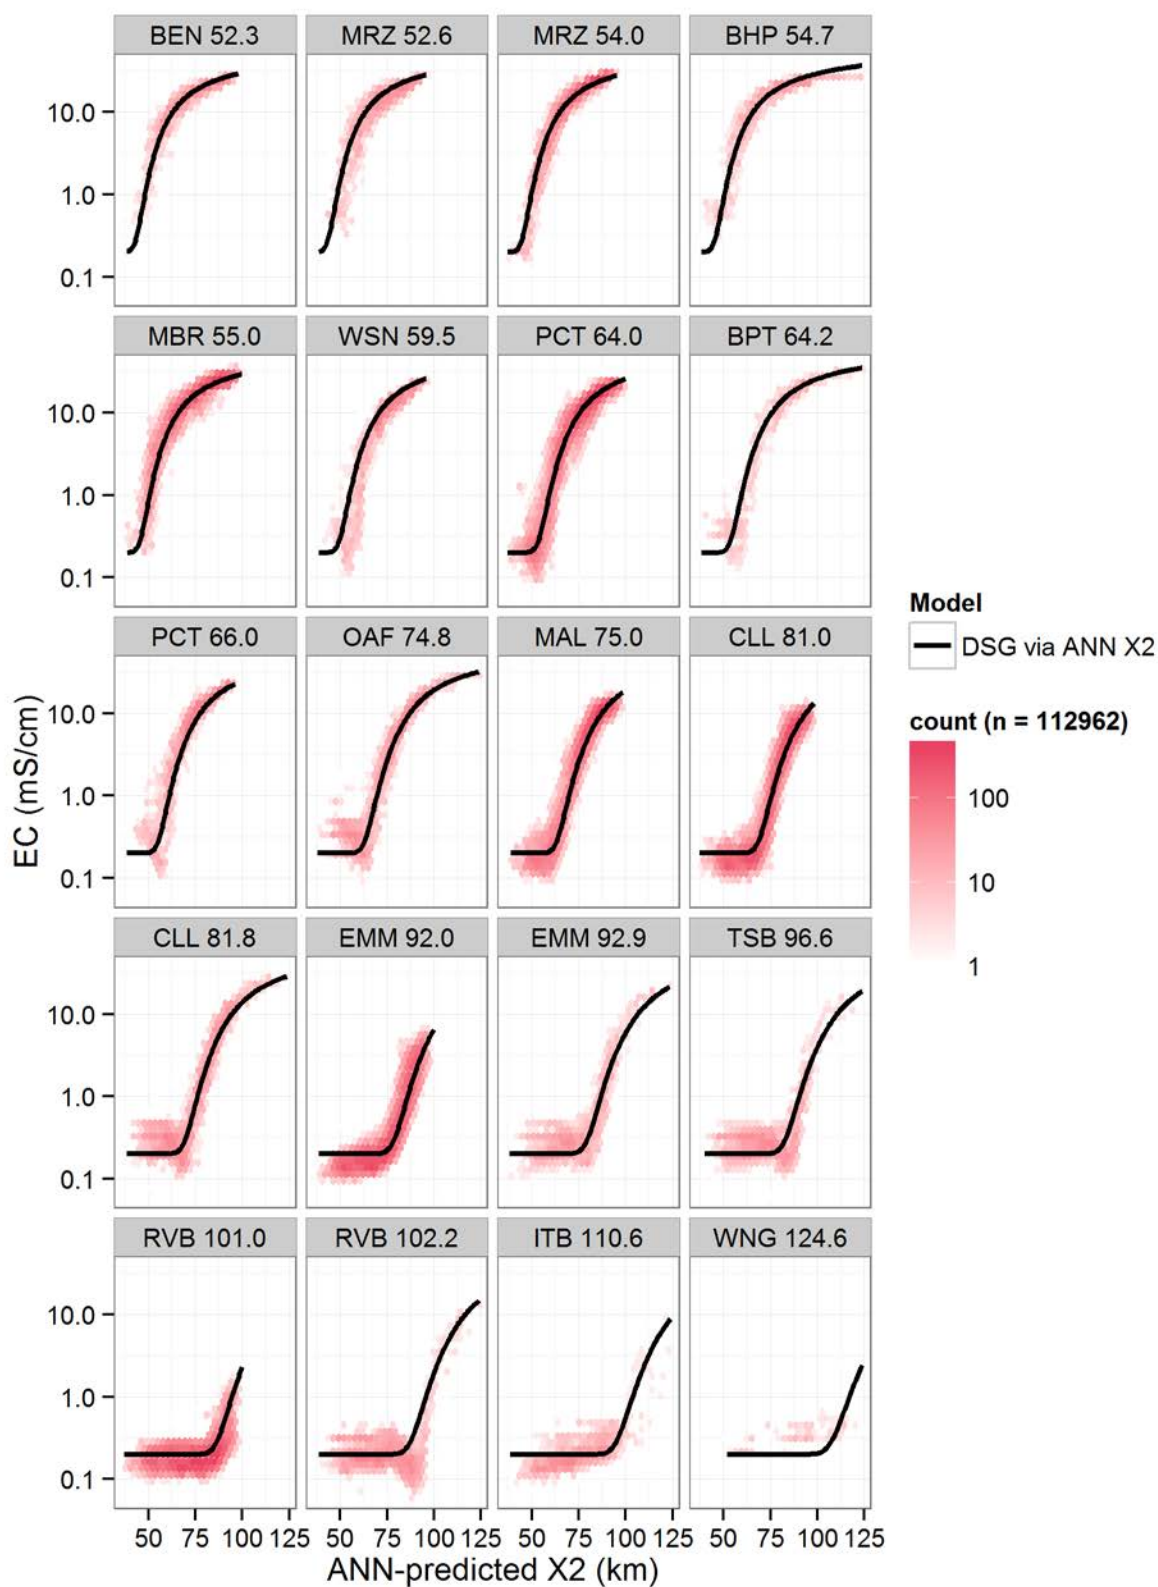 BEN 52.3 MRZ 52.6 MRZ 54.0 BHP 54.7
10.0
1.0
0.1
MBR 55.0 WSN 59.5 PCT 64.0 BPT 64.2
10.0
1.0
0.1
PCT 66.0 OAF 74.8 MAL 75.0 CLL 81.0
10.0
1.0
0.1
CLL 81.8 EMM 92.0 EMM 92.9 TSB 96.6
10.0
1.0
0.1
RVB 101.0 RVB 102.2 ITB 110.6 WNG 124.6
10.0
1.0
0.1
50 75 100 125 50 75 100 125 50 75 100 125 50 75 100 125
ANN-predicted X2 (km)
EC (mS/cm)
Model
DSG via ANN X2
count (n = 112962)
100
10
1